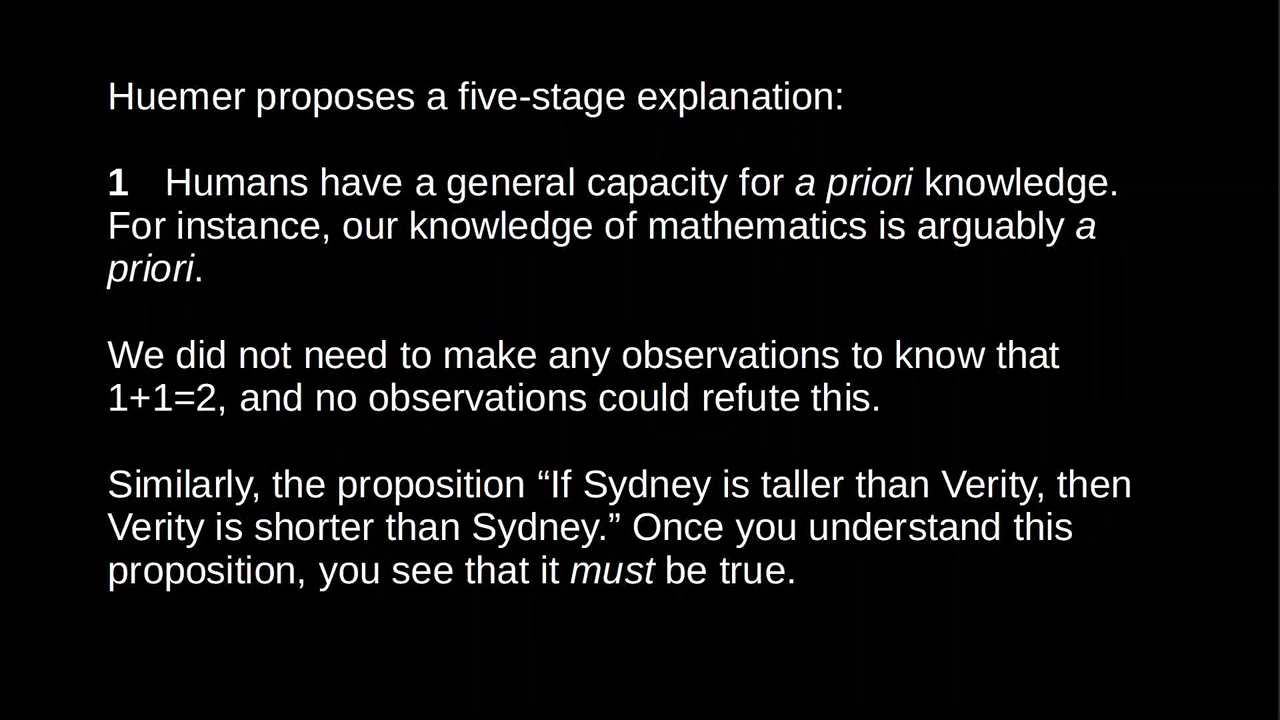 Huemer proposes a five-stage explanation:
1 Humans have a general capacity for a priori knowledge.
For instance, our knowledge of mathematics is arguably a
priori.
We did not need to make any observations to know that
1+1=2, and no observations could refute this.
Similarly, the proposition “If Sydney is taller than Verity, then
Verity is shorter than Sydney.” Once you understand this
proposition, you see that it must be true.